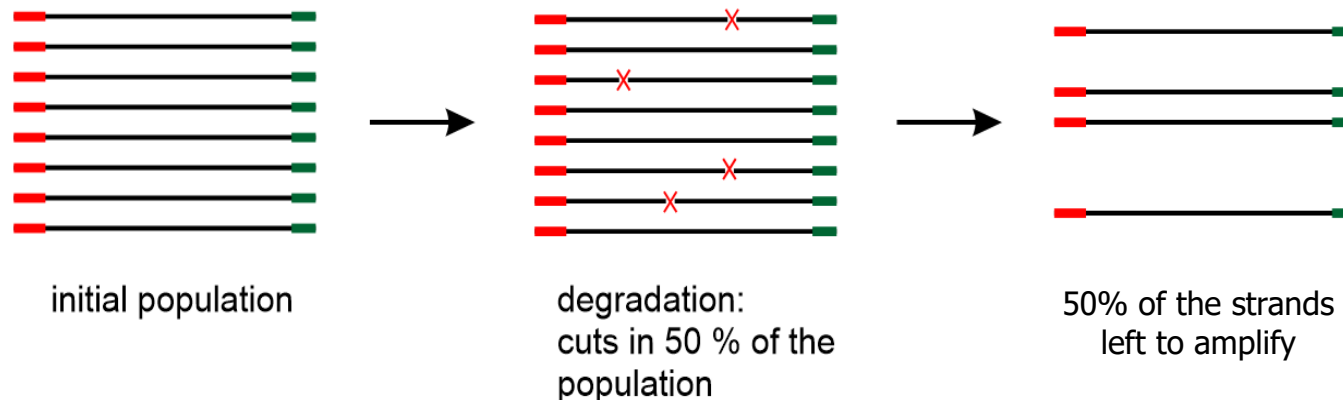 initial population
degradation:
cuts in 50 % of the
population
50% of the strands
left to amplify